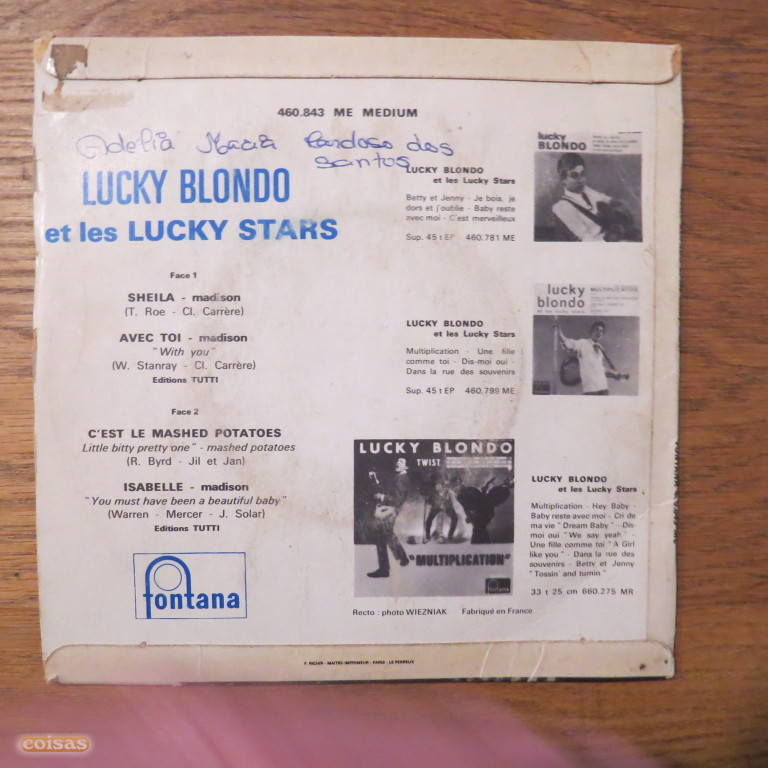 460.843 ME MEDIUM
Adelia Maria Cardoso dos
Santos
LUCKY BLONDO
et les LUCKY STARS
Face 1
SHEILA - madison
(T. Roe - Cl. Carrère)
AVEC TOI - madison
"With you"
(W. Stanray - Cl. Carrère)
Editions TUTTI
Face 2
C'EST LE MASHED POTATOES
Little bitty pretty one" - mashed potatoes
(R. Byrd - Jil et Jan)
ISABELLE - madison
"You must have been a beautiful baby"
(Warren - Mercer - J. Solar)
Editions TUTTI
fontana
LUCKY BLONDO
et les Lucky Stars
Betty et Jenny - Je bois, je
dors et j'oublie - Baby reste
avec moi - C'est merveilleux
Sup. 45 t EP 460.781 ME
lucky
BLONDO
LUCKY BLONDO
et les Lucky Stars
Multiplication - Une fille
comme toi - Dis-moi oui -
Dans la rue des souvenirs
Sup. 45 t EP 460.799 ME
lucky
blondo
MULTIPLICATION
LUCKY BLONDO
TWIST
"MULTIPLICATION"
LUCKY BLONDO
et les Lucky Stars
Multiplication - Hey Baby -
Baby reste avec moi - Cri de
ma vie "Dream Baby" - Dis-
moi oui "We say yeah" -
Une fille comme toi "A Girl
like you" - Dans la rue des
souvenirs - Betty et Jenny
"Tossin' and turnin"
33 t 25 cm 660.275 MR
Recto : photo WIEZNIAK Fabriqué en France
F. RICHIR - MAITRE-IMPRIMEUR - PARIS - LE PERREUX
coisas